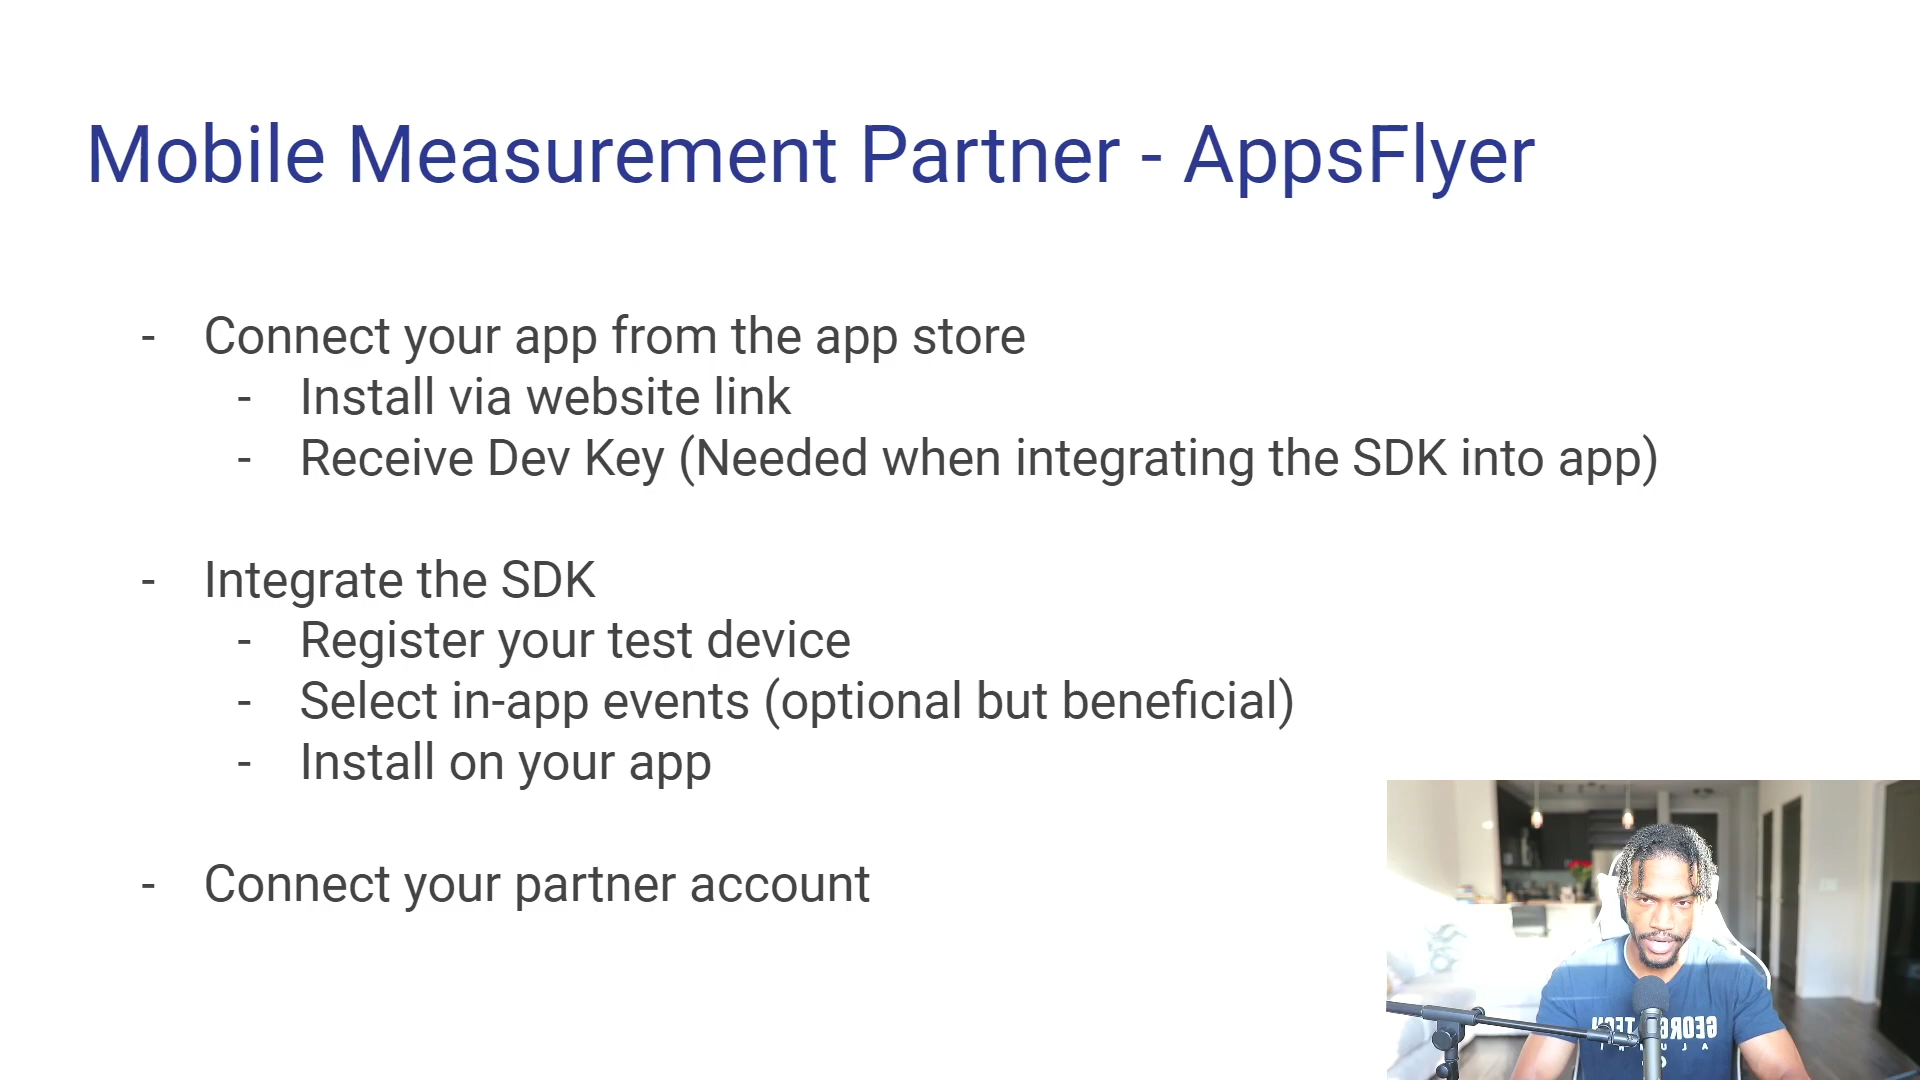 Mobile Measurement Partner - AppsFlyer
- Connect your app from the app store
- Install via website link
- Receive Dev Key (Needed when integrating the SDK into app)
- Integrate the SDK
- Register your test device
- Select in-app events (optional but beneficial)
- Install on your app
- Connect your partner account